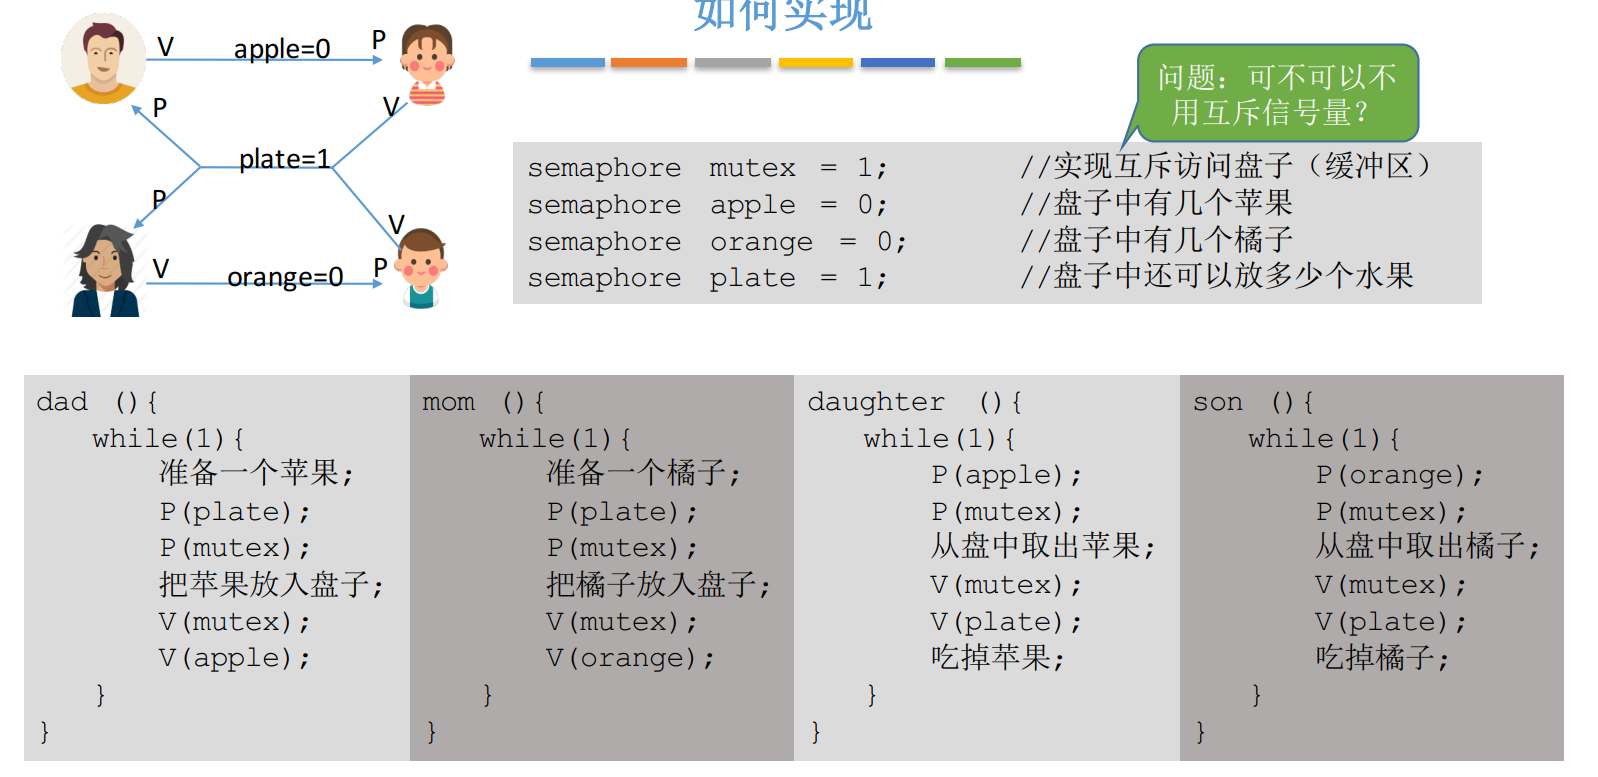 如何实现
V apple=0 P
P V
plate=1
P V
V orange=0 P
问题：可不可以不
用互斥信号量？
semaphore mutex = 1; //实现互斥访问盘子（缓冲区）
semaphore apple = 0; //盘子中有几个苹果
semaphore orange = 0; //盘子中有几个橘子
semaphore plate = 1; //盘子中还可以放多少个水果
dad (){
while(1){
准备一个苹果;
P(plate);
P(mutex);
把苹果放入盘子;
V(mutex);
V(apple);
}
}
mom (){
while(1){
准备一个橘子;
P(plate);
P(mutex);
把橘子放入盘子;
V(mutex);
V(orange);
}
}
daughter (){
while(1){
P(apple);
P(mutex);
从盘中取出苹果;
V(mutex);
V(plate);
吃掉苹果;
}
}
son (){
while(1){
P(orange);
P(mutex);
从盘中取出橘子;
V(mutex);
V(plate);
吃掉橘子;
}
}